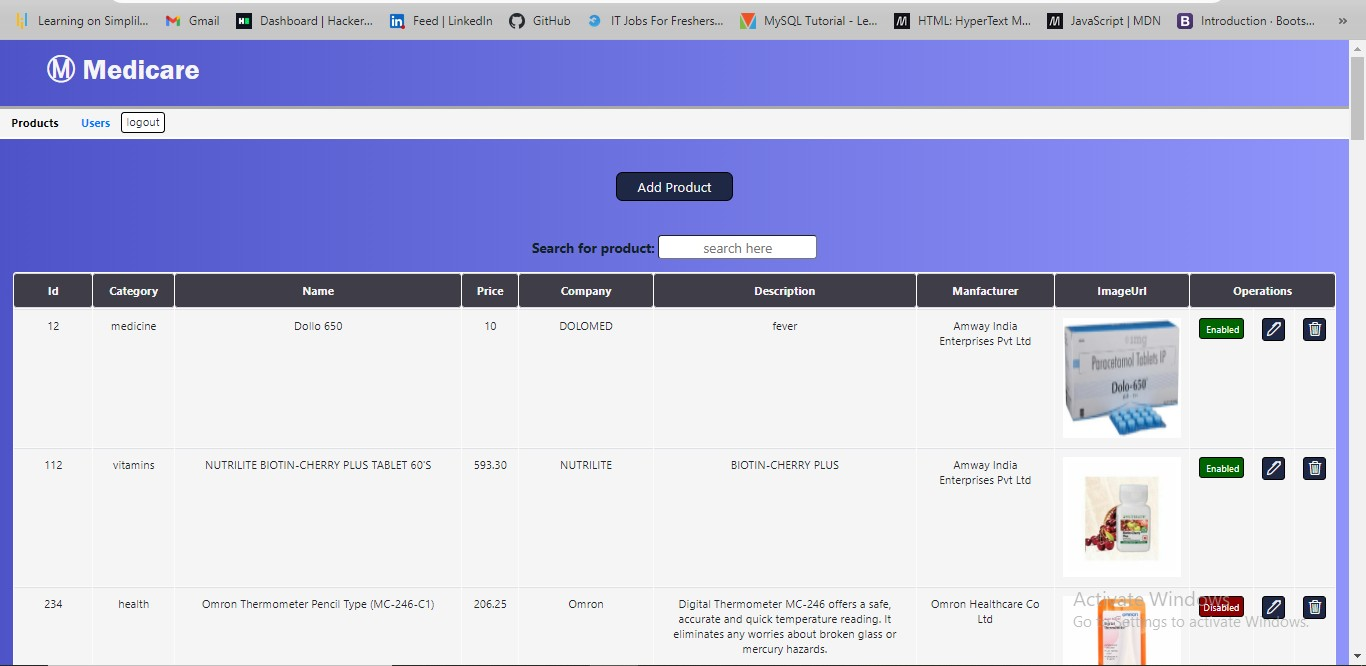 Learning on Simplil... Gmail Dashboard | Hacker... Feed | LinkedIn GitHub IT Jobs For Freshers... MySQL Tutorial - Le... HTML: HyperText M... JavaScript | MDN Introduction · Boots... »
Medicare
Products Users logout
Add Product
Search for product: search here
Id Category Name Price Company Description Manfacturer ImageUrl Operations
12 medicine Dollo 650 10 DOLOMED fever Amway India Enabled
Enterprises Pvt Ltd
Paracetamol Tablets IP
Dolo-650
112 vitamins NUTRILITE BIOTIN-CHERRY PLUS TABLET 60'S 593.30 NUTRILITE BIOTIN-CHERRY PLUS Amway India Enabled
Enterprises Pvt Ltd
234 health Omron Thermometer Pencil Type (MC-246-C1) 206.25 Omron Digital Thermometer MC-246 offers a safe, Omron Healthcare Co Disabled
accurate and quick temperature reading. It Ltd
eliminates any worries about broken glass or
mercury hazards.
Activate Windows
Go to Settings to activate Windows.